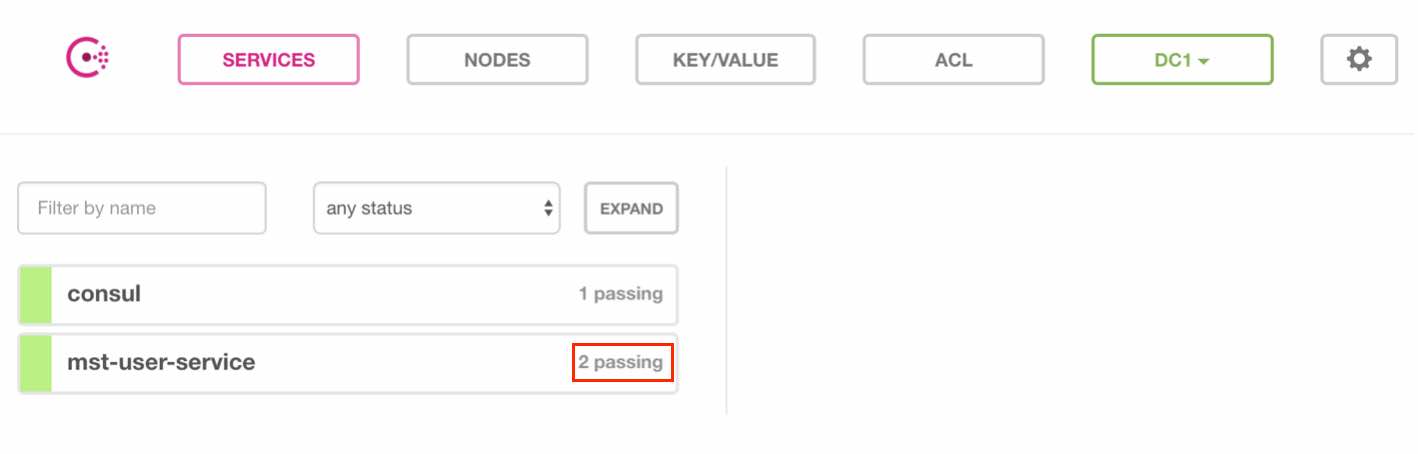 SERVICES NODES KEY/VALUE ACL DC1
Filter by name any status EXPAND
consul 1 passing
mst-user-service 2 passing